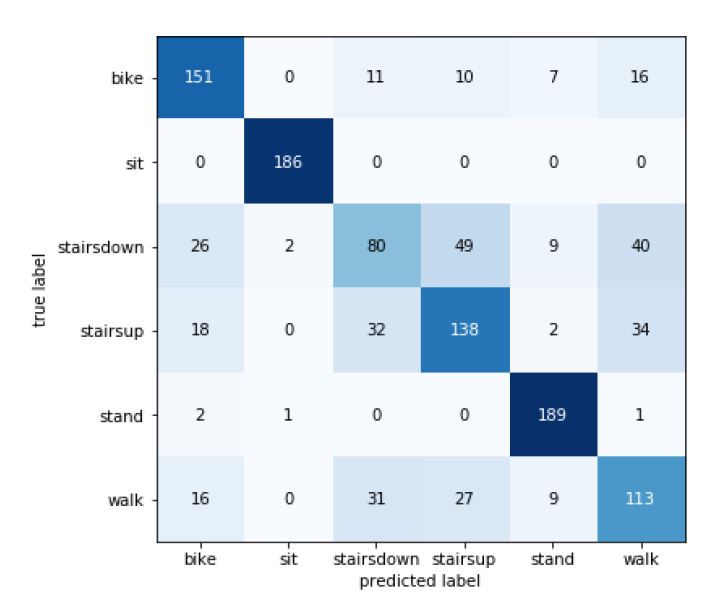 true label
bike 151 0 11 10 7 16
sit 0 186 0 0 0 0
stairsdown 26 2 80 49 9 40
stairsup 18 0 32 138 2 34
stand 2 1 0 0 189 1
walk 16 0 31 27 9 113
bike sit stairsdown stairsup stand walk
predicted label